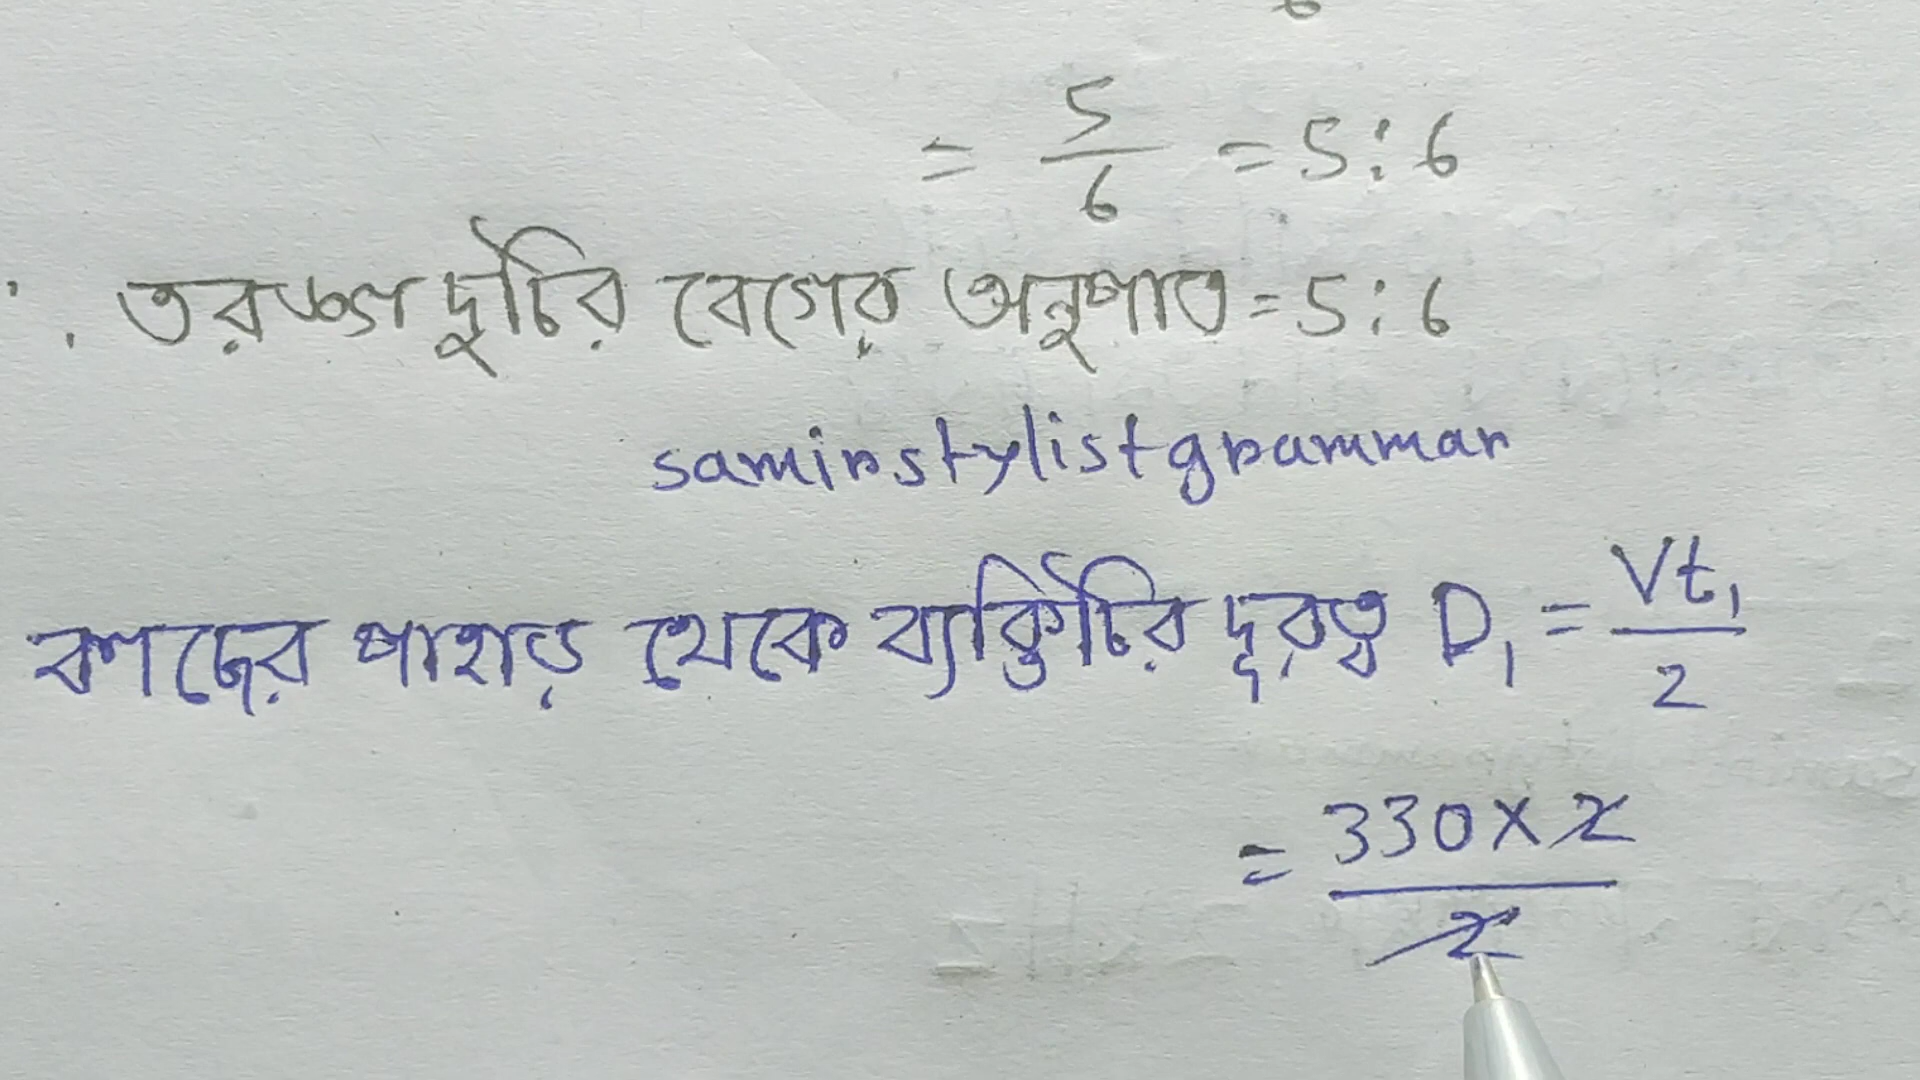 = 5/6 = 5:6
∴ তরঙ্গ দুটির বেগের অনুপাত = 5:6
saminstylistgrammar
কাছের পাহাড় থেকে ব্যক্তিটির দূরত্ব D₁ = Vt₁/2
= 330×2/2